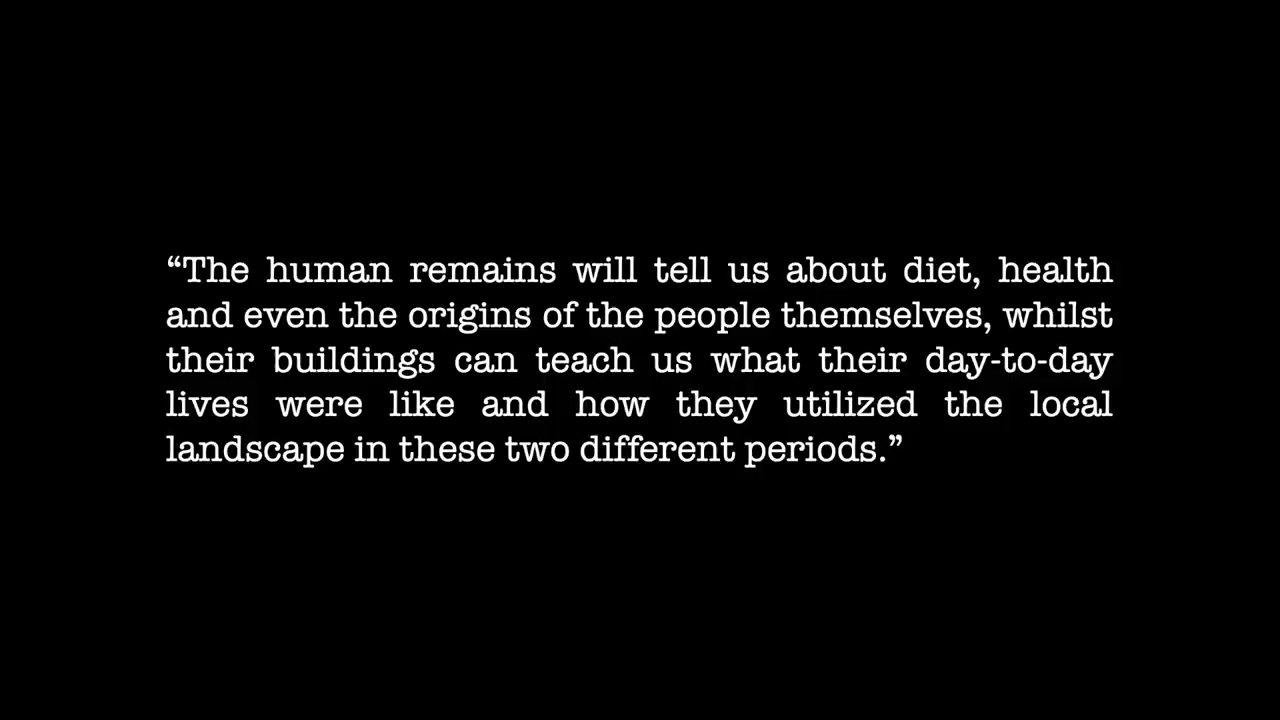 “The human remains will tell us about diet, health
and even the origins of the people themselves, whilst
their buildings can teach us what their day-to-day
lives were like and how they utilized the local
landscape in these two different periods.”